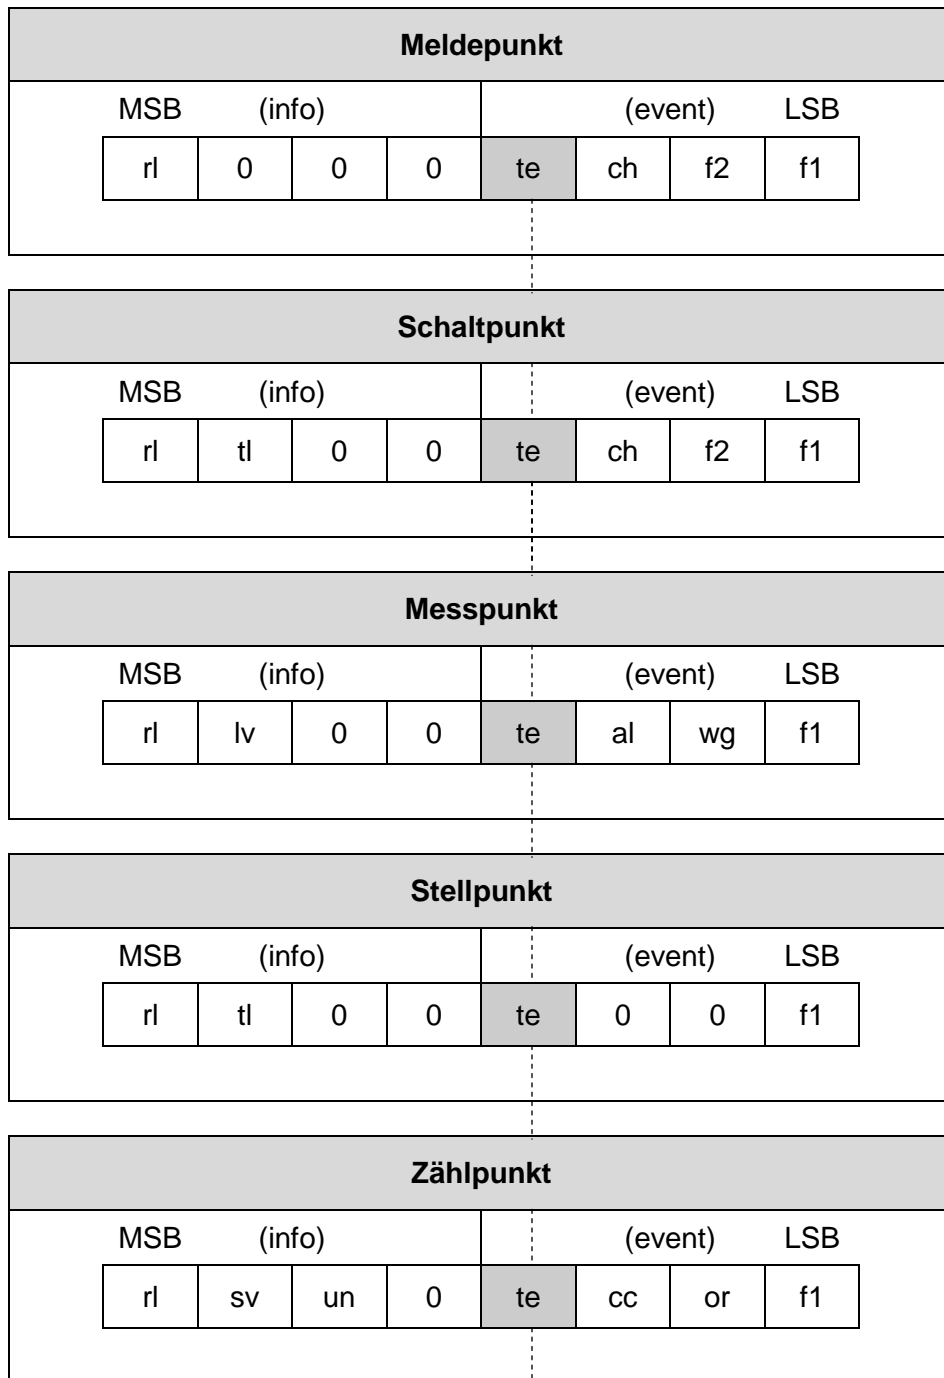 Meldepunkt
MSB (info) (event) LSB
rl 0 0 0 te ch f2 f1
Schaltpunkt
MSB (info) (event) LSB
rl tl 0 0 te ch f2 f1
Messpunkt
MSB (info) (event) LSB
rl lv 0 0 te al wg f1
Stellpunkt
MSB (info) (event) LSB
rl tl 0 0 te 0 0 f1
Zählpunkt
MSB (info) (event) LSB
rl sv un 0 te cc or f1